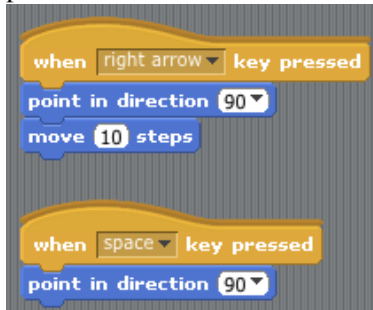 when right arrow key pressed
point in direction 90
move 10 steps
when space key pressed
point in direction 90